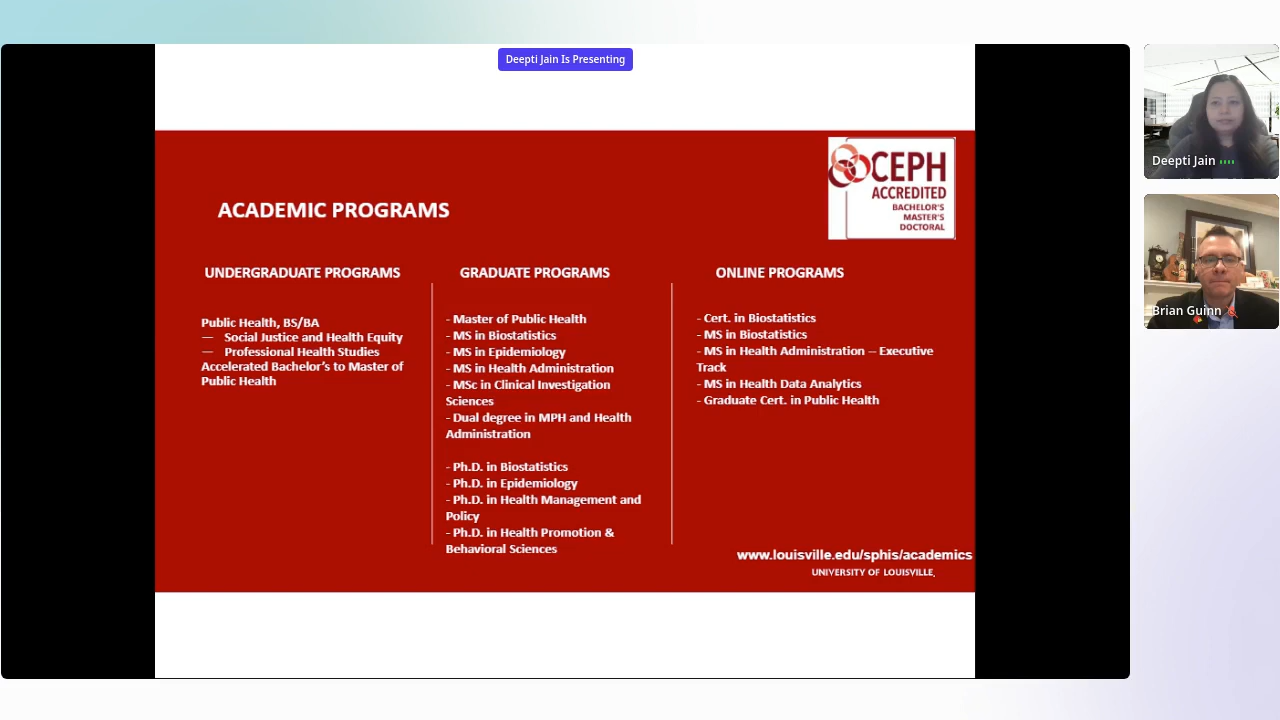 Deepti Jain Is Presenting
CEPH
ACCREDITED
BACHELOR'S
MASTER'S
DOCTORAL
ACADEMIC PROGRAMS
UNDERGRADUATE PROGRAMS
Public Health, BS/BA
— Social Justice and Health Equity
— Professional Health Studies
Accelerated Bachelor's to Master of
Public Health
GRADUATE PROGRAMS
- Master of Public Health
- MS in Biostatistics
- MS in Epidemiology
- MS in Health Administration
- MSc in Clinical Investigation
Sciences
- Dual degree in MPH and Health
Administration
- Ph.D. in Biostatistics
- Ph.D. in Epidemiology
- Ph.D. in Health Management and
Policy
- Ph.D. in Health Promotion &
Behavioral Sciences
ONLINE PROGRAMS
- Cert. in Biostatistics
- MS in Biostatistics
- MS in Health Administration – Executive
Track
- MS in Health Data Analytics
- Graduate Cert. in Public Health
www.louisville.edu/sphis/academics
UNIVERSITY OF LOUISVILLE.
Deepti Jain
Brian Guinn